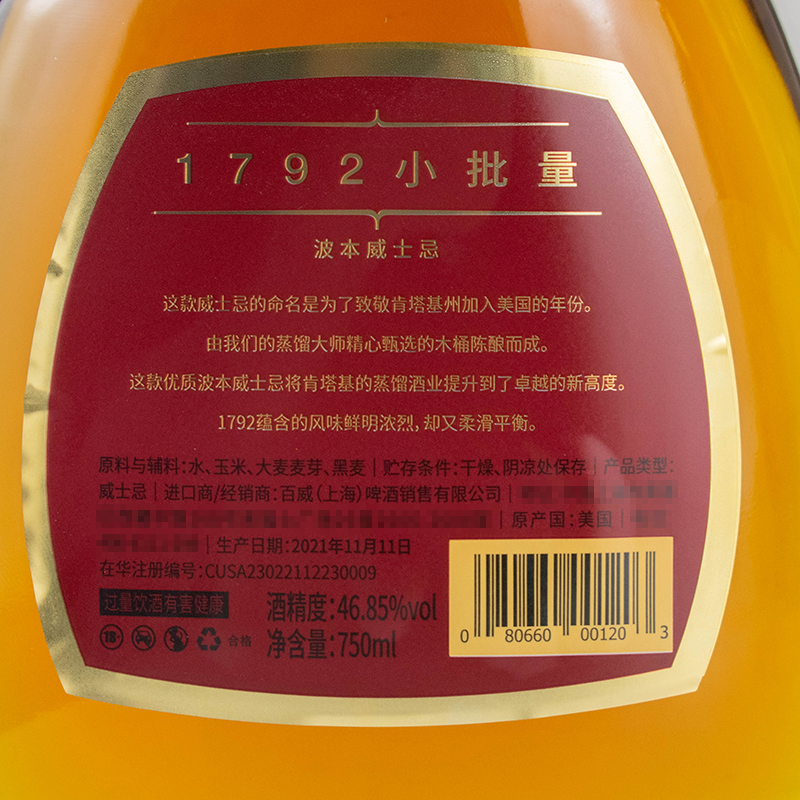 1792小批量
波本威士忌
这款威士忌的命名是为了致敬肯塔基州加入美国的年份。
由我们的蒸馏大师精心甄选的木桶陈酿而成。
这款优质波本威士忌将肯塔基的蒸馏酒业提升到了卓越的新高度。
1792蕴含的风味鲜明浓烈,却又柔滑平衡。
原料与辅料:水、玉米、大麦麦芽、黑麦|贮存条件:干燥、阴凉处保存|产品类型:
威士忌|进口商/经销商:百威(上海)啤酒销售有限公司|
|原产国:美国|
|生产日期:2021年11月11日
在华注册编号:CUSA23022112230009
过量饮酒有害健康
酒精度:46.85%vol
18+ 合格
净含量:750ml
0 80660 00120 3